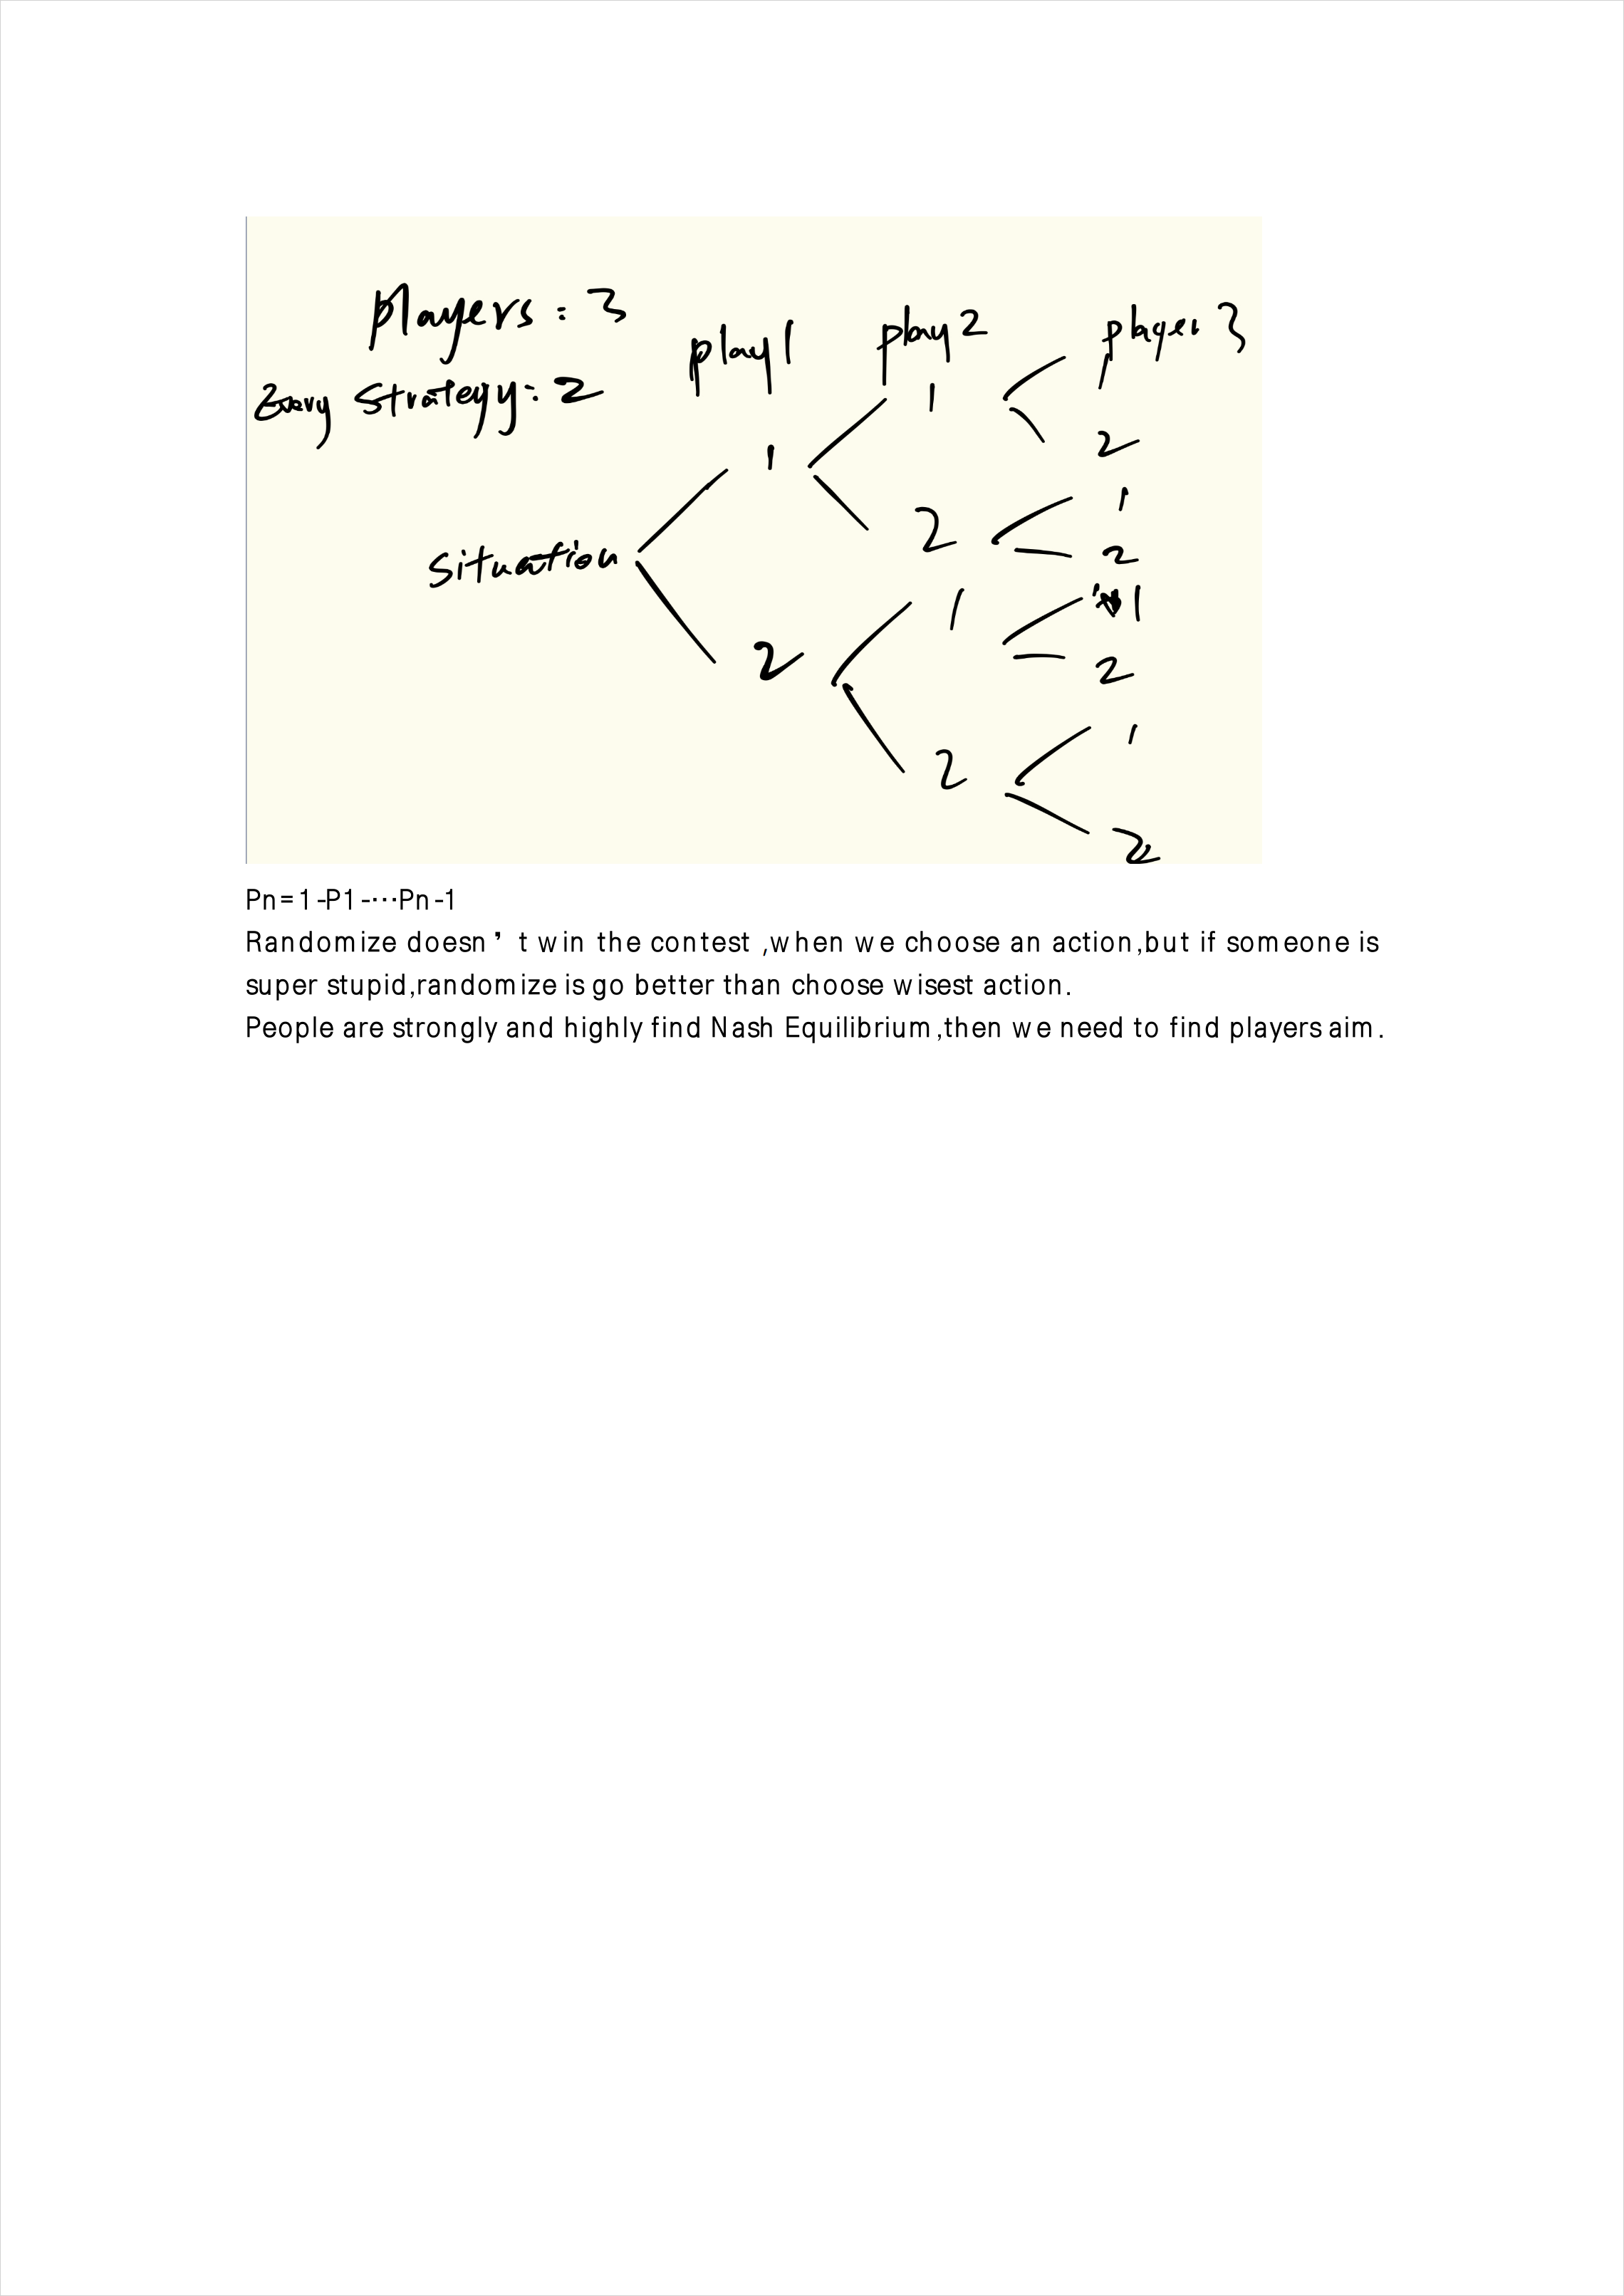 players : 3
play1
play2
player 3
strategy: 2
situation
1
1
2
2
1
2
2
1
1
2
2
1
2
Pn=1-P1-···Pn-1
Randomize doesn’t win the contest ,when we choose an action,but if someone is
super stupid,randomize is go better than choose wisest action.
People are strongly and highly find Nash Equilibrium,then we need to find players aim.